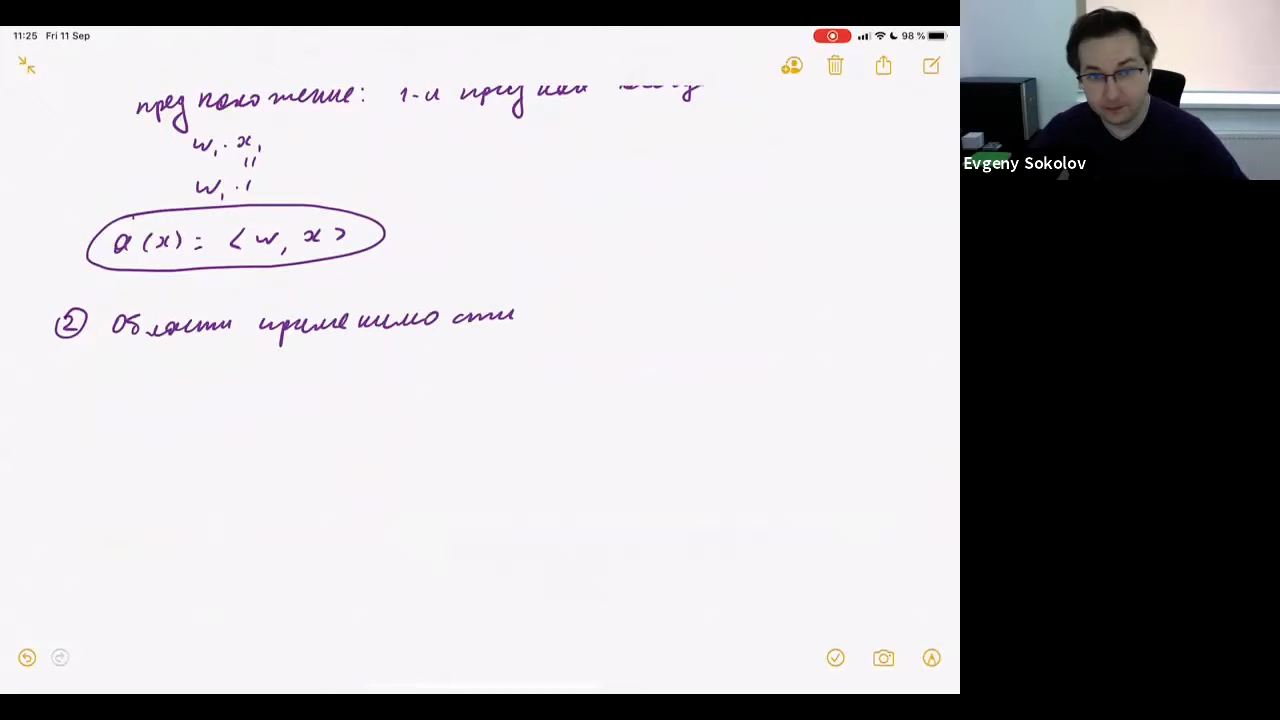 11:25 Fri 11 Sep 98 %
предположение: 1-й признак
w₁ · x₁
॥
w₁ · 1
a(x) = ⟨w, x⟩
② Области применимости
Evgeny Sokolov